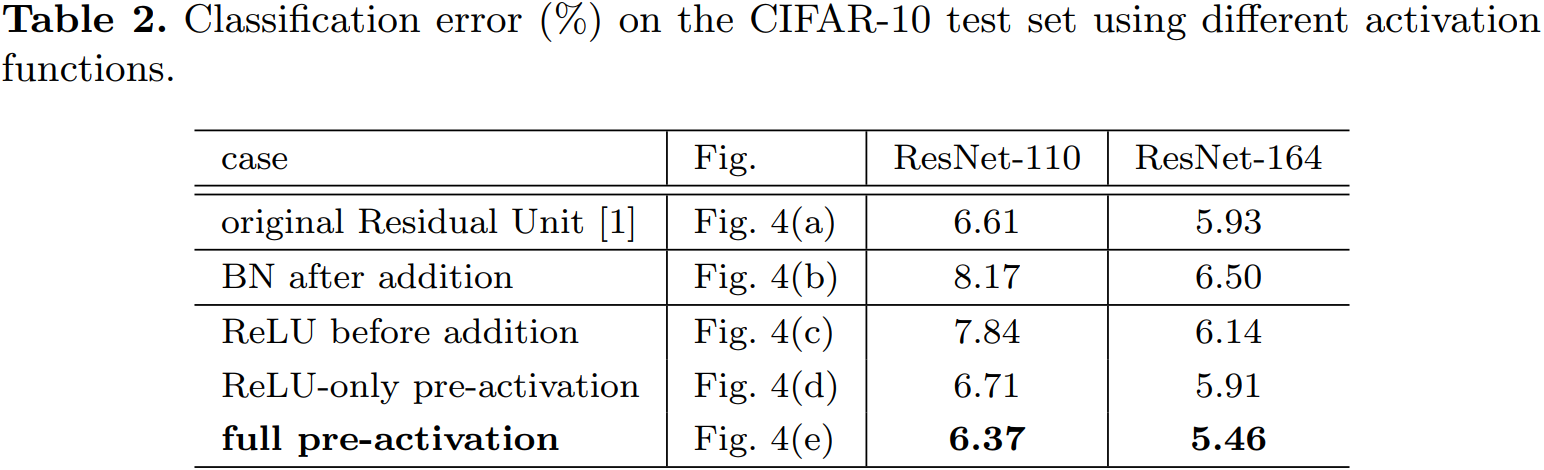 Table 2. Classification error (%) on the CIFAR-10 test set using different activation
functions.
case Fig. ResNet-110 ResNet-164
original Residual Unit [1] Fig. 4(a) 6.61 5.93
BN after addition Fig. 4(b) 8.17 6.50
ReLU before addition Fig. 4(c) 7.84 6.14
ReLU-only pre-activation Fig. 4(d) 6.71 5.91
full pre-activation Fig. 4(e) 6.37 5.46